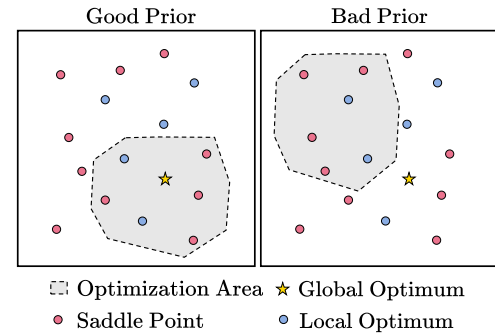 Good Prior
Bad Prior
Optimization Area
Global Optimum
Saddle Point
Local Optimum